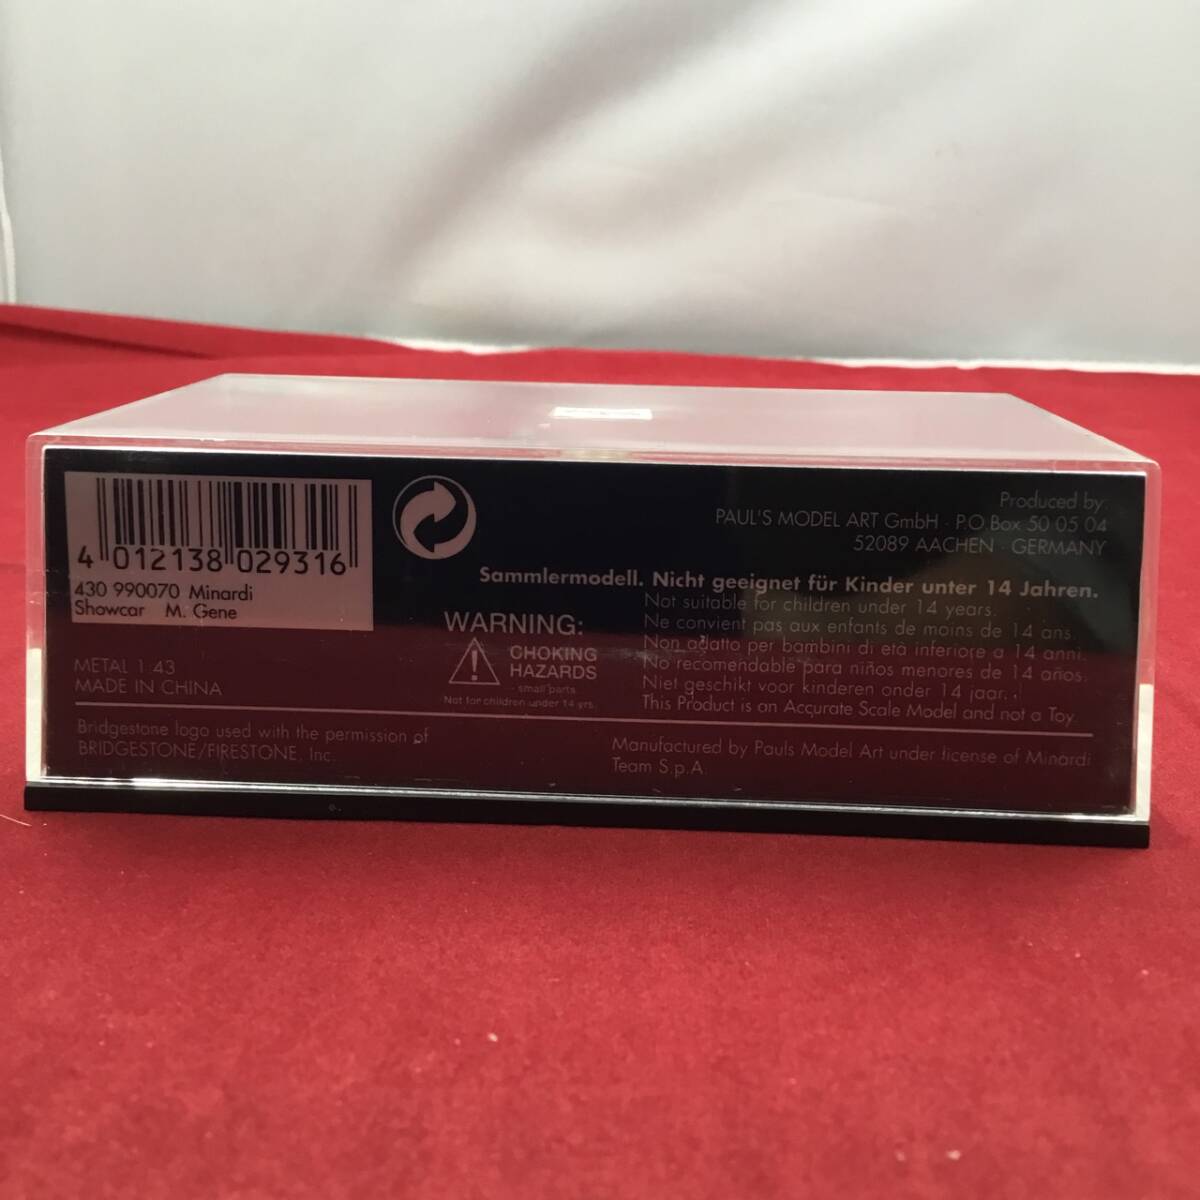 4 012138 029316
430 990070 Minardi
Showcar M. Gene
METAL 1:43
MADE IN CHINA
Produced by
PAUL'S MODEL ART GmbH · P.O.Box 50 05 04
52089 AACHEN · GERMANY
Sammlermodell. Nicht geeignet für Kinder unter 14 Jahren.
Not suitable for children under 14 years.
Ne convient pas aux enfants de moins de 14 ans.
Non adatto per bambini di età inferiore a 14 anni.
No recomendable para niños menores de 14 años.
Niet geschikt voor kinderen onder 14 jaar.
This Product is an Accurate Scale Model and not a Toy.
WARNING:
CHOKING
HAZARDS
small parts
Not for children under 14 yrs.
Bridgestone logo used with the permission of
BRIDGESTONE/FIRESTONE, Inc.
Manufactured by Pauls Model Art under license of Minardi
Team S.p.A.